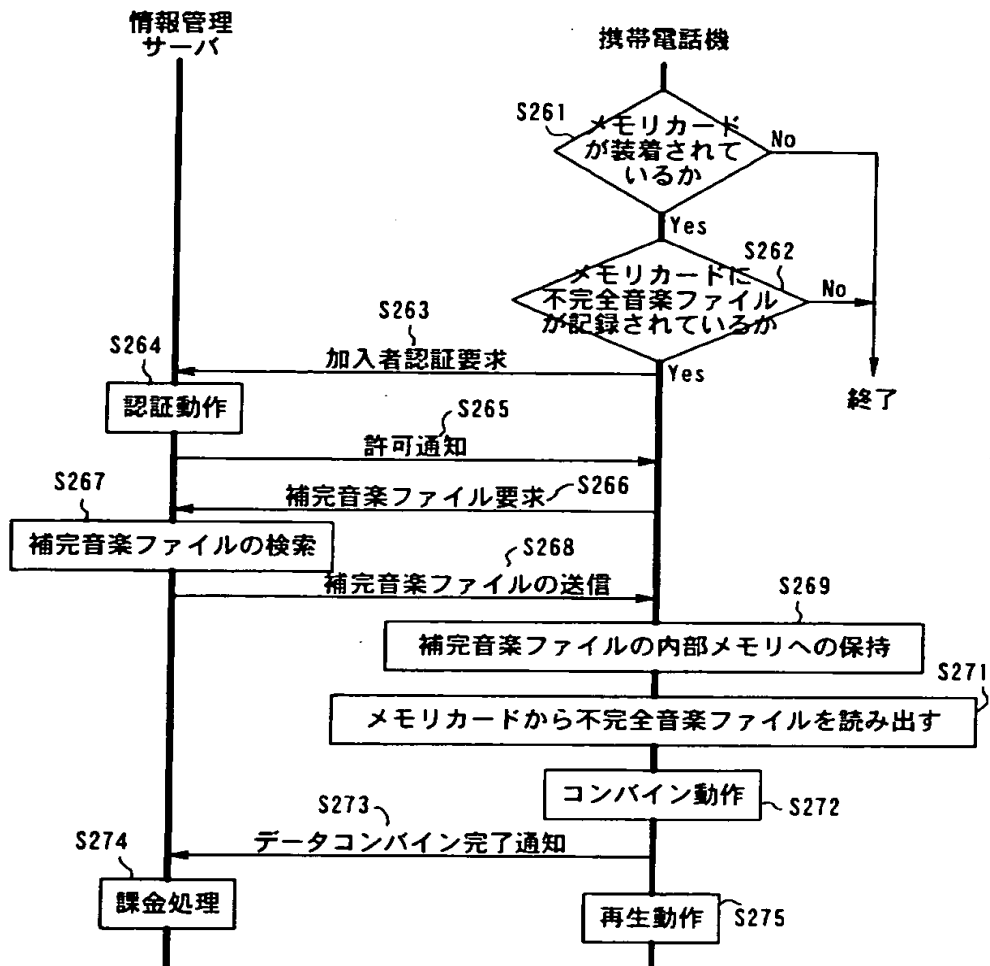 情報管理
サーバ
携帯電話機
S261
メモリカード
が装着されて
いるか
No
Yes
S262
メモリカードに
不完全音楽ファイル
が記録されているか
No
Yes
終了
S263
加入者認証要求
S264
認証動作
S265
許可通知
S266
補完音楽ファイル要求
S267
補完音楽ファイルの検索
S268
補完音楽ファイルの送信
S269
補完音楽ファイルの内部メモリへの保持
S271
メモリカードから不完全音楽ファイルを読み出す
コンバイン動作
S272
S273
データコンバイン完了通知
S274
課金処理
再生動作
S275